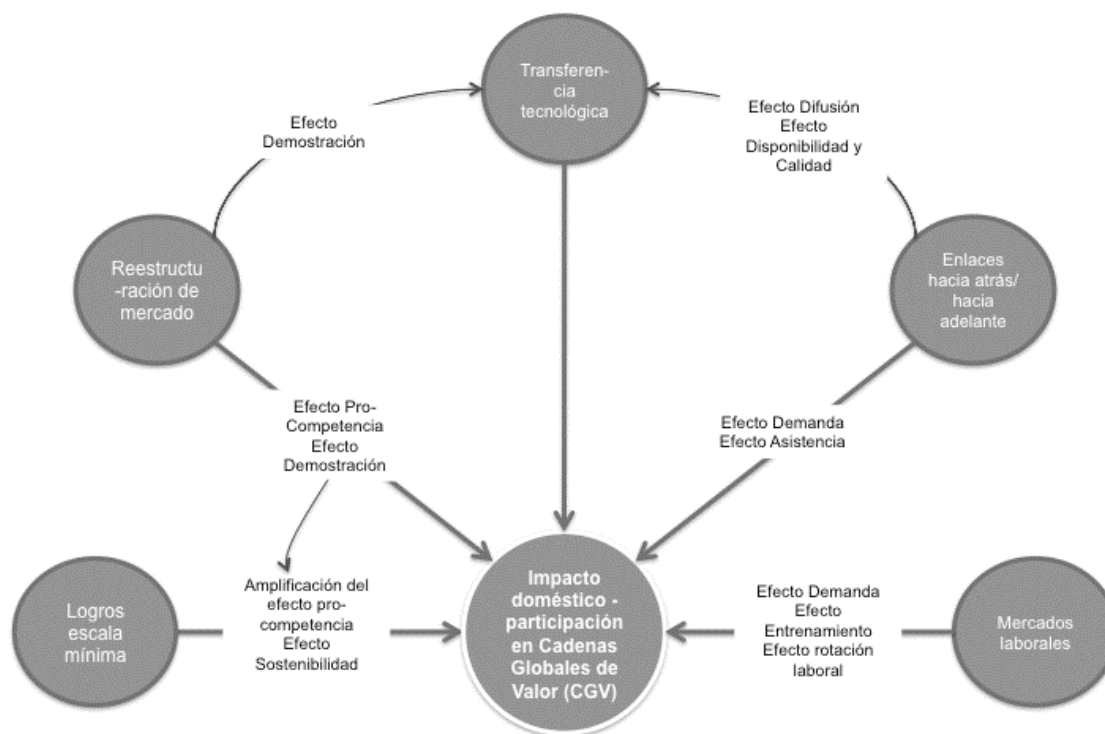 Transferen-
cia
tecnológica
Efecto
Demostración
Efecto Difusión
Efecto
Disponibilidad y
Calidad
Reestructu
-ración de
mercado
Enlaces
hacia atrás/
hacia
adelante
Efecto Pro-
Competencia
Efecto
Demostración
Efecto Demanda
Efecto Asistencia
Logros
escala
mínima
Amplificación del
efecto pro-
competencia
Efecto
Sostenibilidad
Impacto
doméstico -
participación
en Cadenas
Globales de
Valor (CGV)
Efecto Demanda
Efecto
Entrenamiento
Efecto rotación
laboral
Mercados
laborales